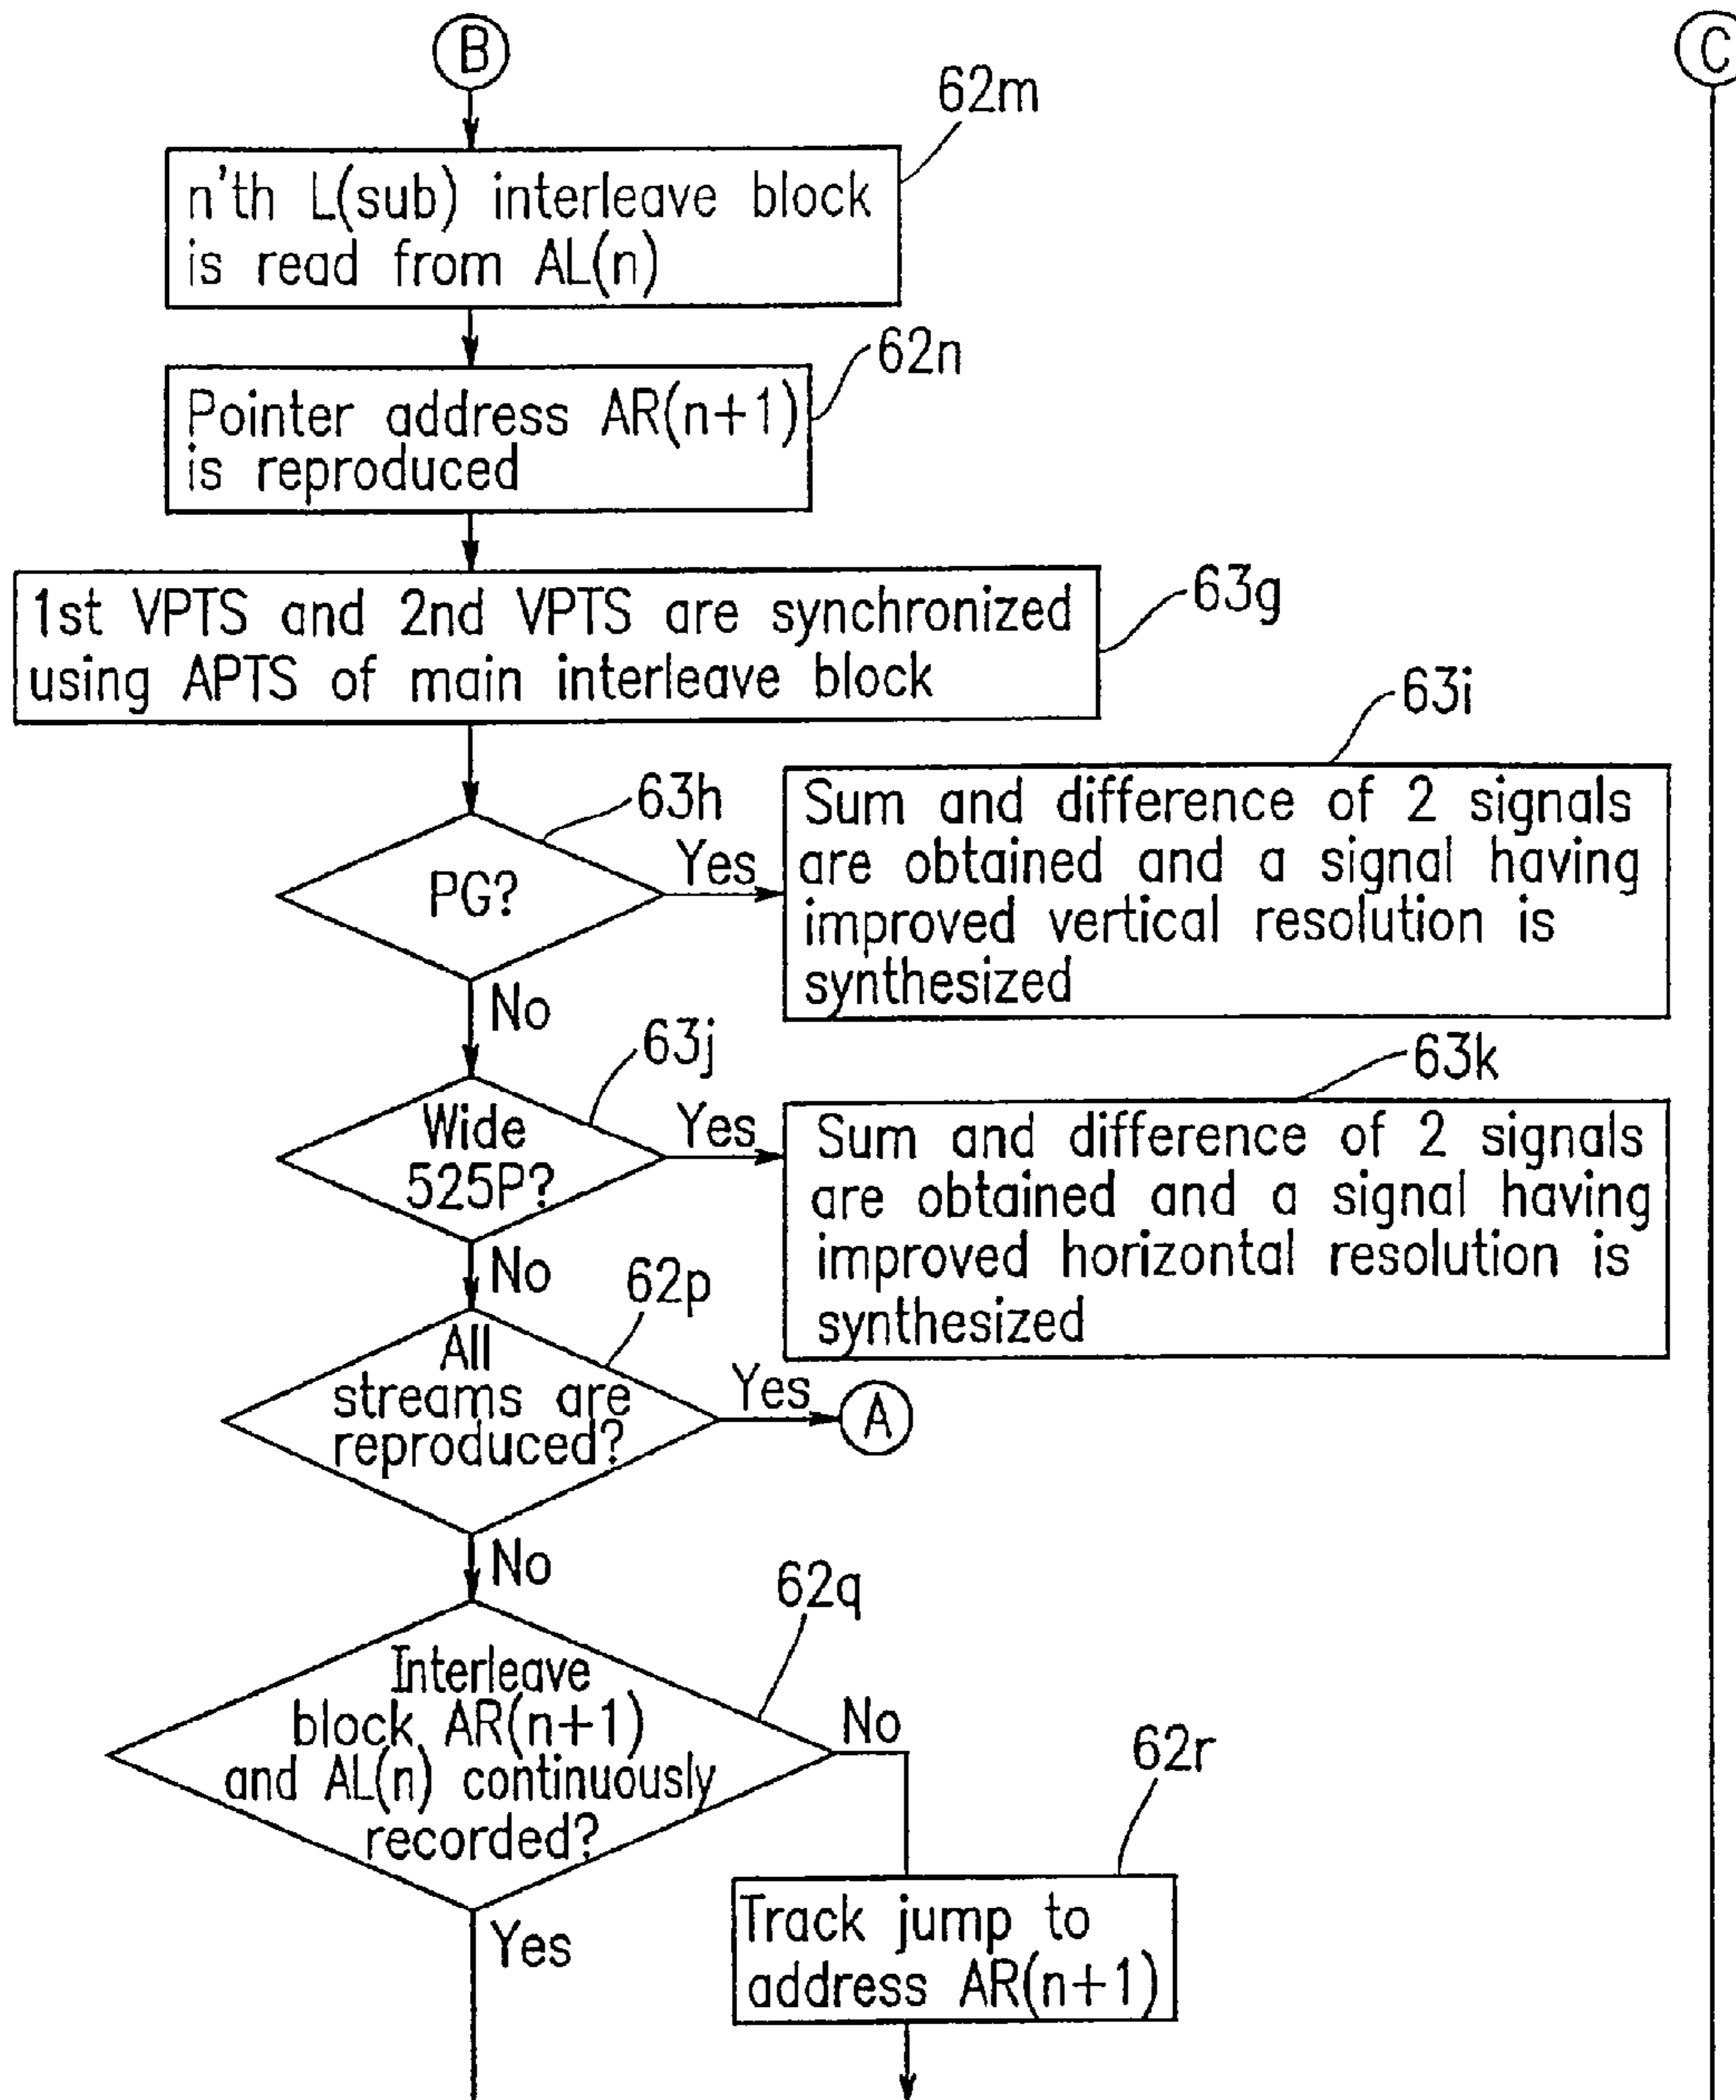 B
C
62m
n'th L(sub) interleave block
is read from AL(n)
62n
Pointer address AR(n+1)
is reproduced
63g
1st VPTS and 2nd VPTS are synchronized
using APTS of main interleave block
63i
63h
PG?
Yes
Sum and difference of 2 signals
are obtained and a signal having
improved vertical resolution is
synthesized
No
63j
63k
Wide
525P?
Yes
Sum and difference of 2 signals
are obtained and a signal having
improved horizontal resolution is
synthesized
No
62p
All
streams are
reproduced?
Yes
A
No
62q
Interleave
block AR(n+1)
and AL(n) continuously
recorded?
No
62r
Yes
Track jump to
address AR(n+1)